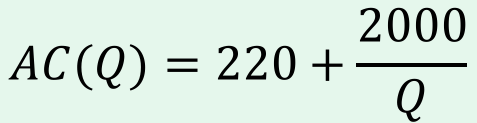 AC(Q) = 220 + 2000/Q